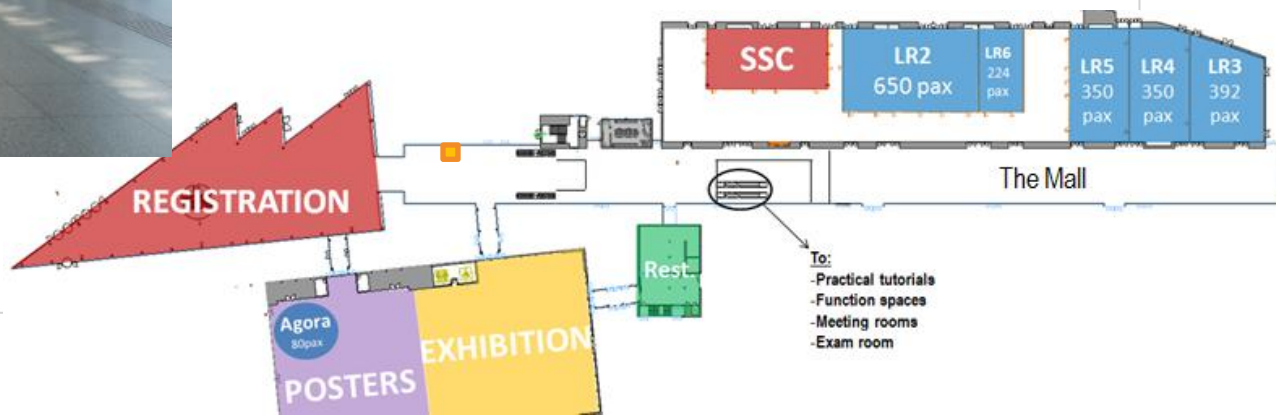 SSC
LR2
650 pax
LR6
224
pax
LR5
350
pax
LR4
350
pax
LR3
392
pax
REGISTRATION
The Mall
Rest.
To:
-Practical tutorials
-Function spaces
-Meeting rooms
-Exam room
Agora
80pax
EXHIBITION
POSTERS